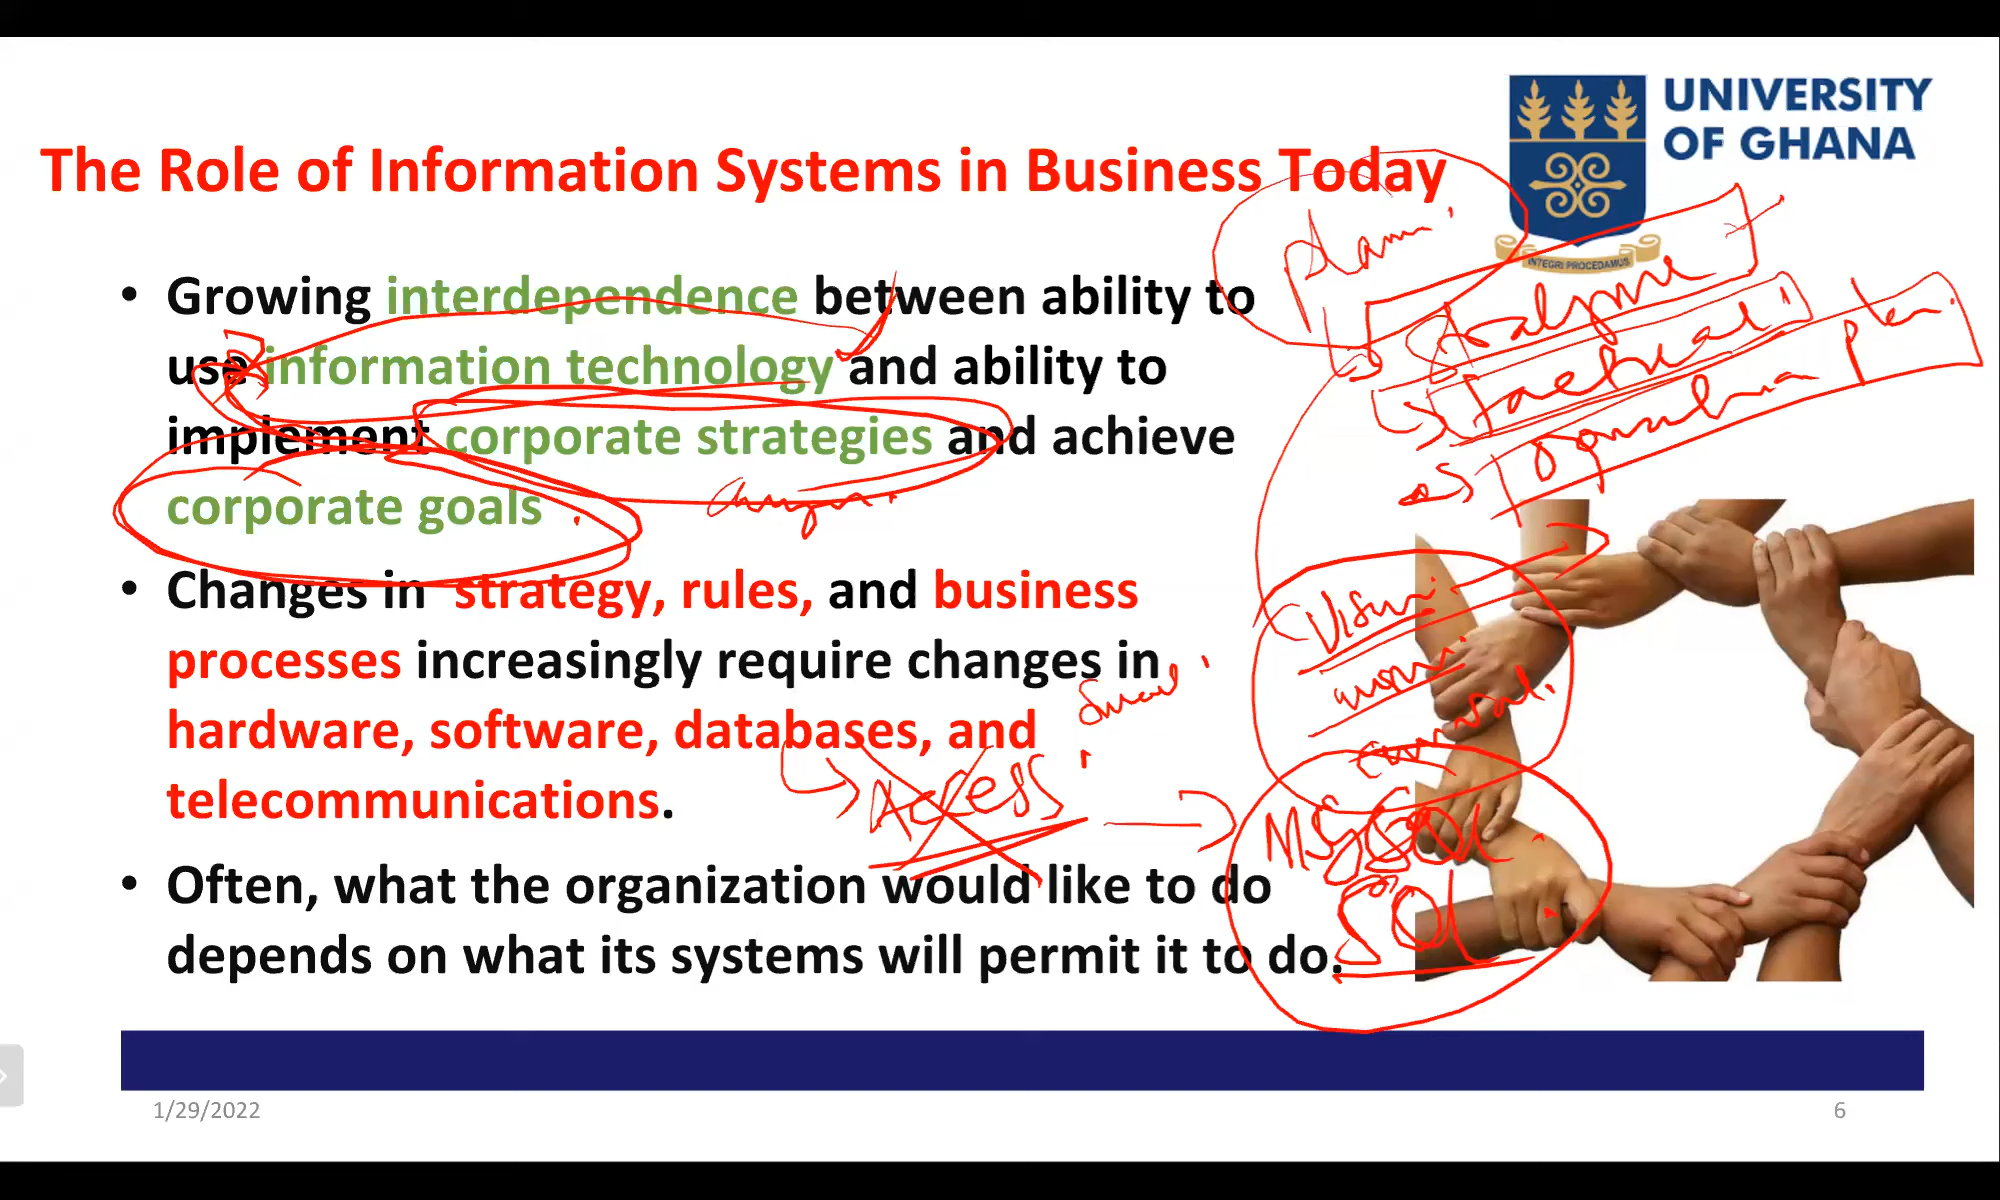 UNIVERSITY
OF GHANA
INTEGRI PROCEDAMUS
The Role of Information Systems in Business Today
• Growing interdependence between ability to
use information technology and ability to
implement corporate strategies and achieve
corporate goals
• Changes in strategy, rules, and business
processes increasingly require changes in
hardware, software, databases, and
telecommunications.
Access
• Often, what the organization would like to do
depends on what its systems will permit it to do.
SQL
1/29/2022
6